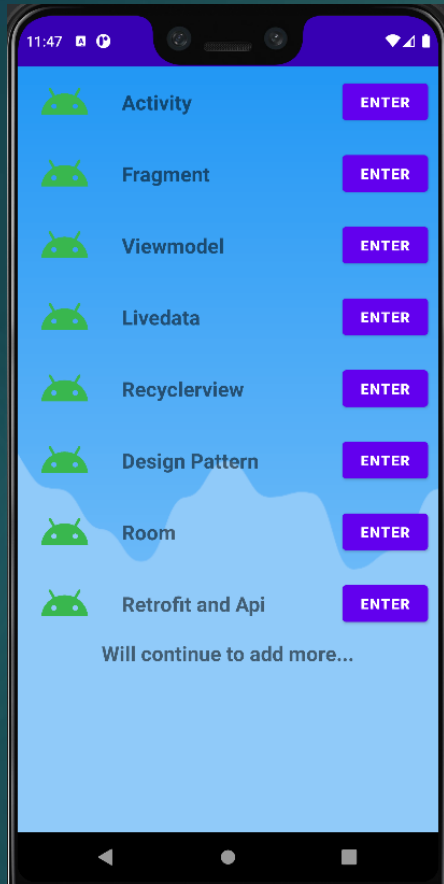 11:47
Activity ENTER
Fragment ENTER
Viewmodel ENTER
Livedata ENTER
Recyclerview ENTER
Design Pattern ENTER
Room ENTER
Retrofit and Api ENTER
Will continue to add more...